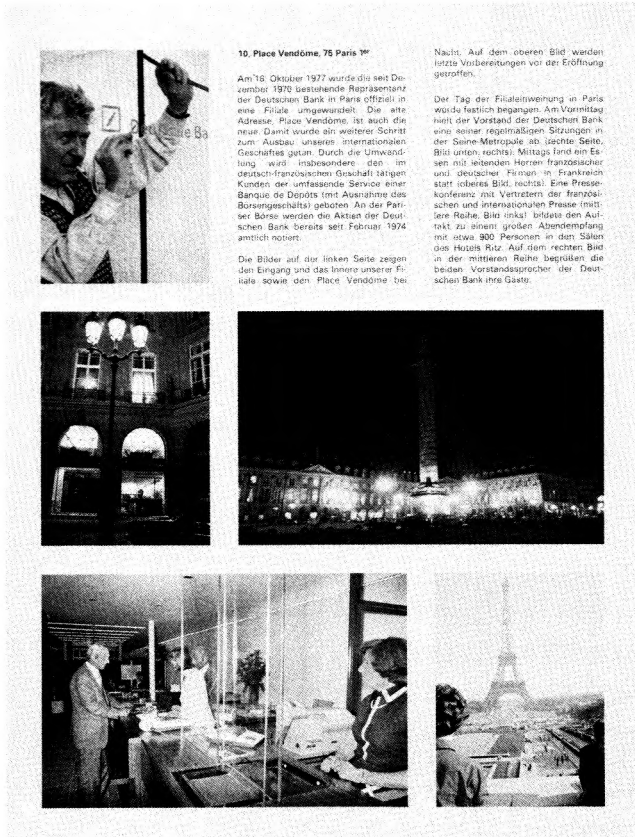 10, Place Vendôme, 75 Paris 1er
Am 18. Oktober 1977 wurde die seit De-
zember 1970 bestehende Repräsentanz
der Deutschen Bank in Paris offiziell in
eine Filiale umgewandelt. Die alte
Adresse, Place Vendôme, ist auch die
neue. Damit wurde ein weiterer Schritt
zum Ausbau unseres internationalen
Geschäftes getan. Durch die Umwand-
lung wird insbesondere den im
deutsch-französischen Geschäft tätigen
Kunden der umfassende Service einer
Banque de Dépôts (mit Ausnahme des
Börsengeschäfts) geboten. An der Pari-
ser Börse werden die Aktien der Deut-
schen Bank bereits seit Februar 1974
amtlich notiert.
Die Bilder auf der linken Seite zeigen
den Eingang und das Innere unserer Fi-
liale sowie den Place Vendôme bei
Nacht. Auf dem oberen Bild werden
letzte Vorbereitungen vor der Eröffnung
getroffen.
Der Tag der Filialeinweihung in Paris
wurde festlich begangen. Am Vormittag
hielt der Vorstand der Deutschen Bank
eine seiner regelmäßigen Sitzungen in
der Seine-Metropole ab (rechte Seite,
Bild unten, rechts). Mittags fand ein Es-
sen mit leitenden Herren französischer
und deutscher Firmen in Frankreich
statt (oberes Bild, rechts). Eine Presse-
konferenz mit Vertretern der französi-
schen und internationalen Presse (mitt-
lere Reihe, Bild links) bildete den Auf-
takt zu einem großen Abendempfang
mit etwa 900 Personen in den Sälen
des Hotels Ritz. Auf dem rechten Bild
in der mittleren Reihe begrüßen die
beiden Vorstandssprecher der Deut-
schen Bank ihre Gäste.